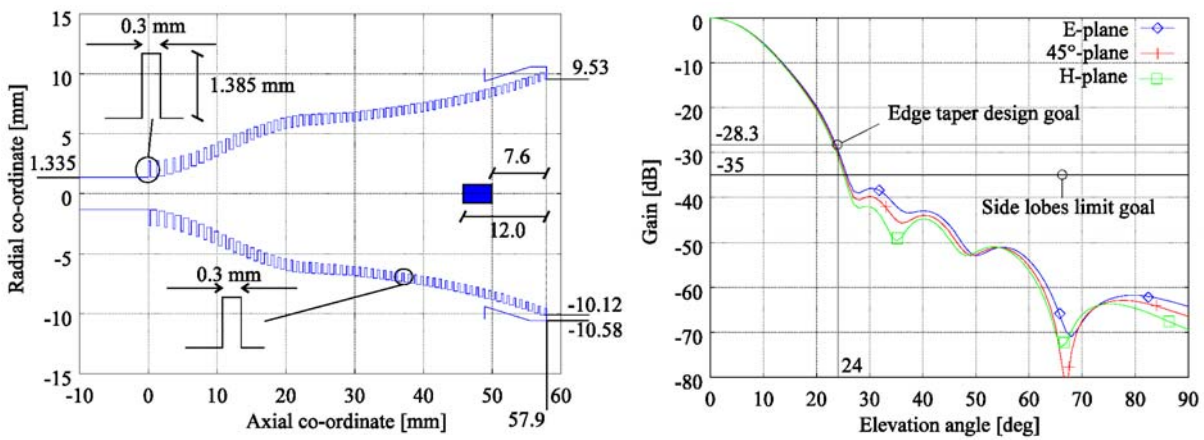 0.3 mm
1.385 mm
9.53
1.335
7.6
12.0
0.3 mm
-10.12
-10.58
57.9
15
10
5
0
-5
-10
15
-10 0 10 20 30 40 50 60
Radial co-ordinate [mm]
Axial co-ordinate [mm]
E-plane
45º-plane
H-plane
Edge taper design goal
-28.3
-35
Side lobes limit goal
24
0
-10
-20
-30
-40
-50
-60
-70
-80
0 10 20 30 40 50 60 70 80 90
Gain [dB]
Elevation angle [deg]